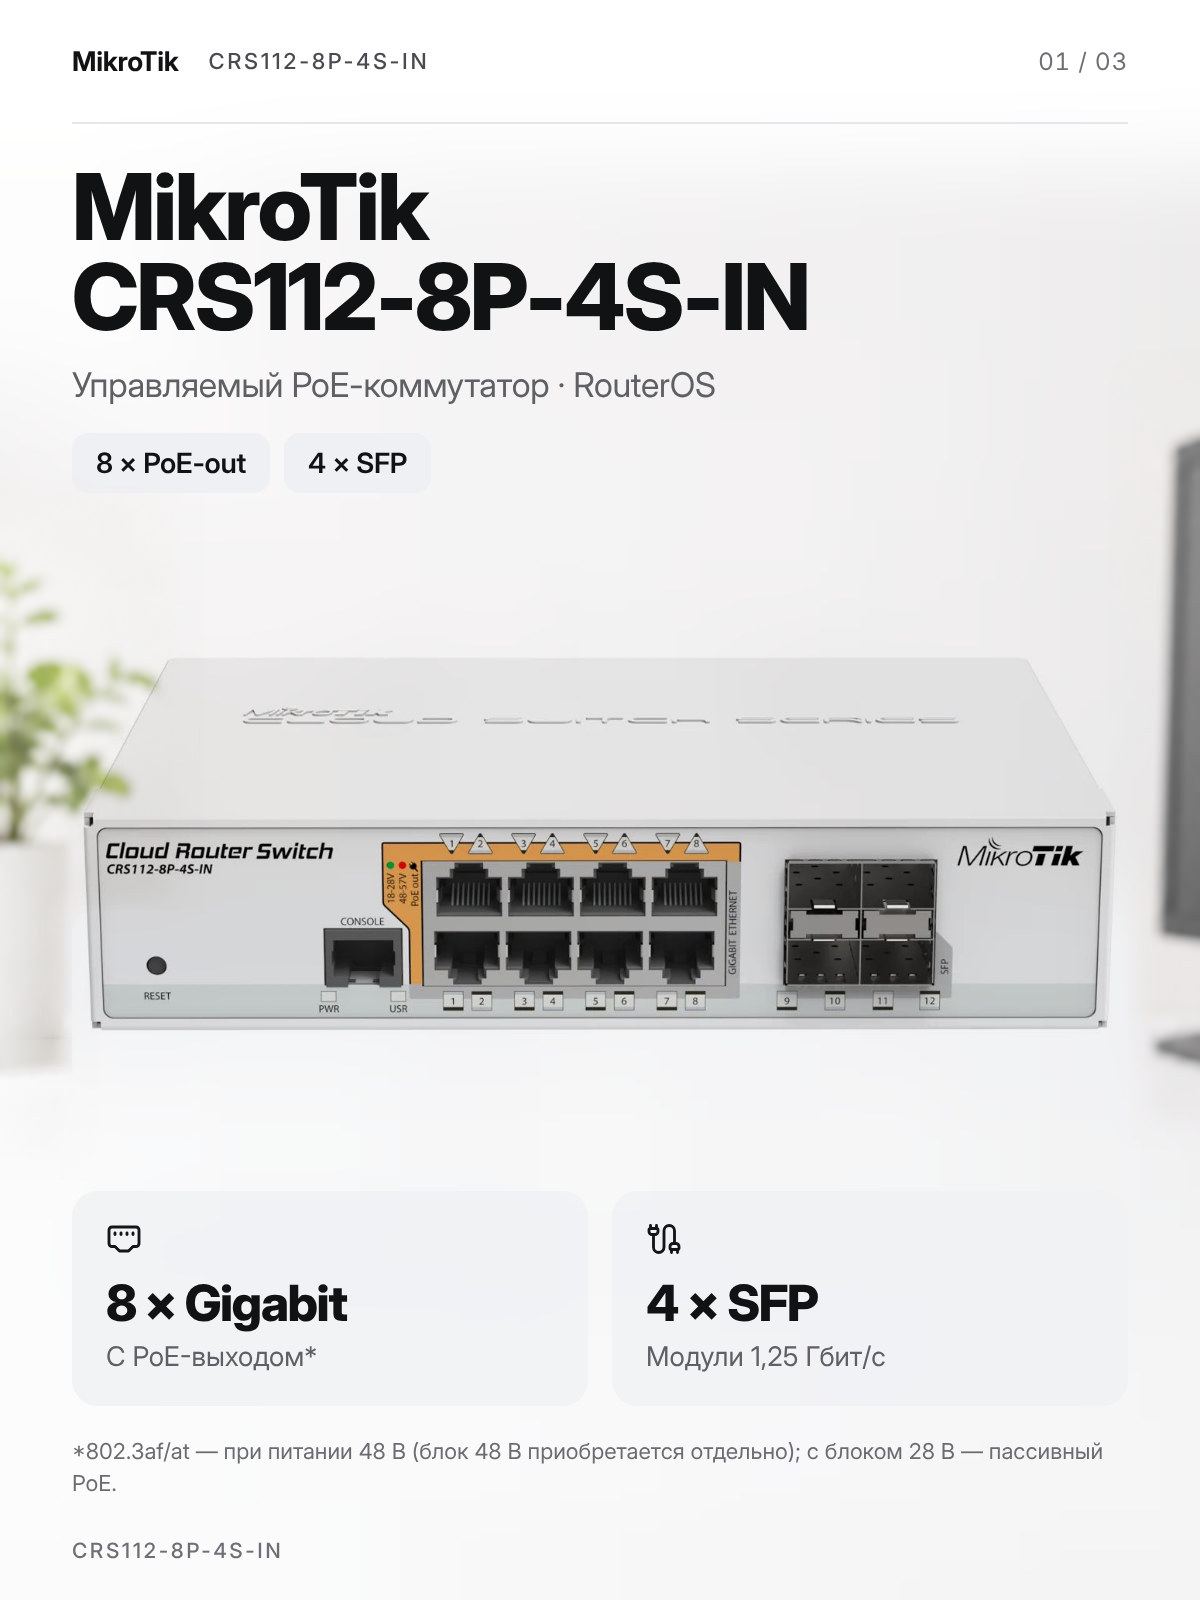 MikroTik CRS112-8P-4S-IN 01 / 03
MikroTik
CRS112-8P-4S-IN
Управляемый PoE-коммутатор · RouterOS
8 × PoE-out 4 × SFP
MikroTik
CLOUD SWITCH SERIES
Cloud Router Switch
CRS112-8P-4S-IN
1 2 3 4 5 6 7 8
18-28V
48-57V
PoE out
CONSOLE
GIGABIT ETHERNET
MikroTik
SFP
RESET
PWR USR
1 2 3 4 5 6 7 8 9 10 11 12
8 × Gigabit
С PoE-выходом*
4 × SFP
Модули 1,25 Гбит/с
*802.3af/at — при питании 48 В (блок 48 В приобретается отдельно); с блоком 28 В — пассивный
PoE.
CRS112-8P-4S-IN